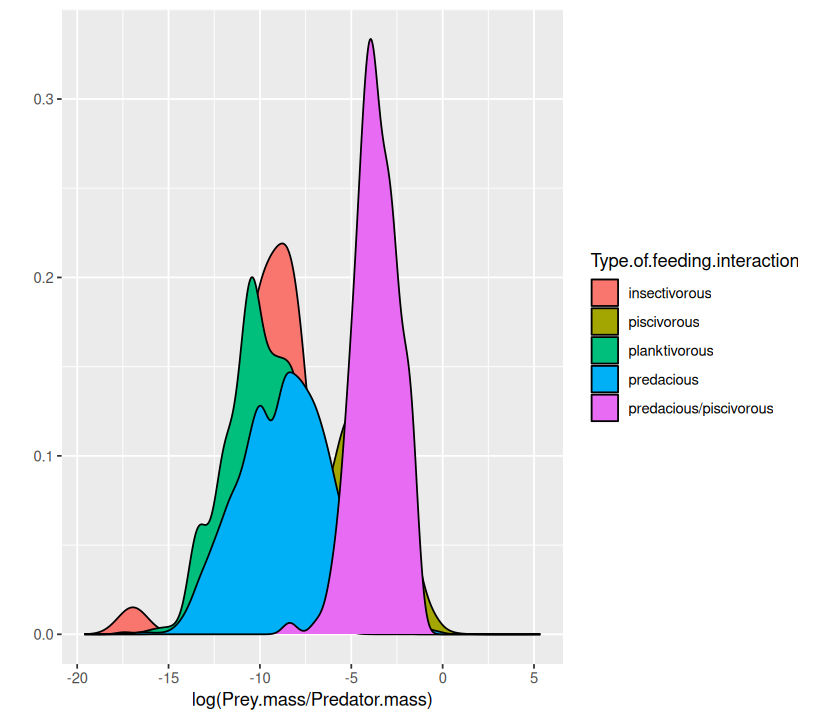 0.3
0.2
0.1
0.0
-20 -15 -10 -5 0 5
log(Prey.mass/Predator.mass)
Type.of.feeding.interaction
insectivorous
piscivorous
planktivorous
predacious
predacious/piscivorous